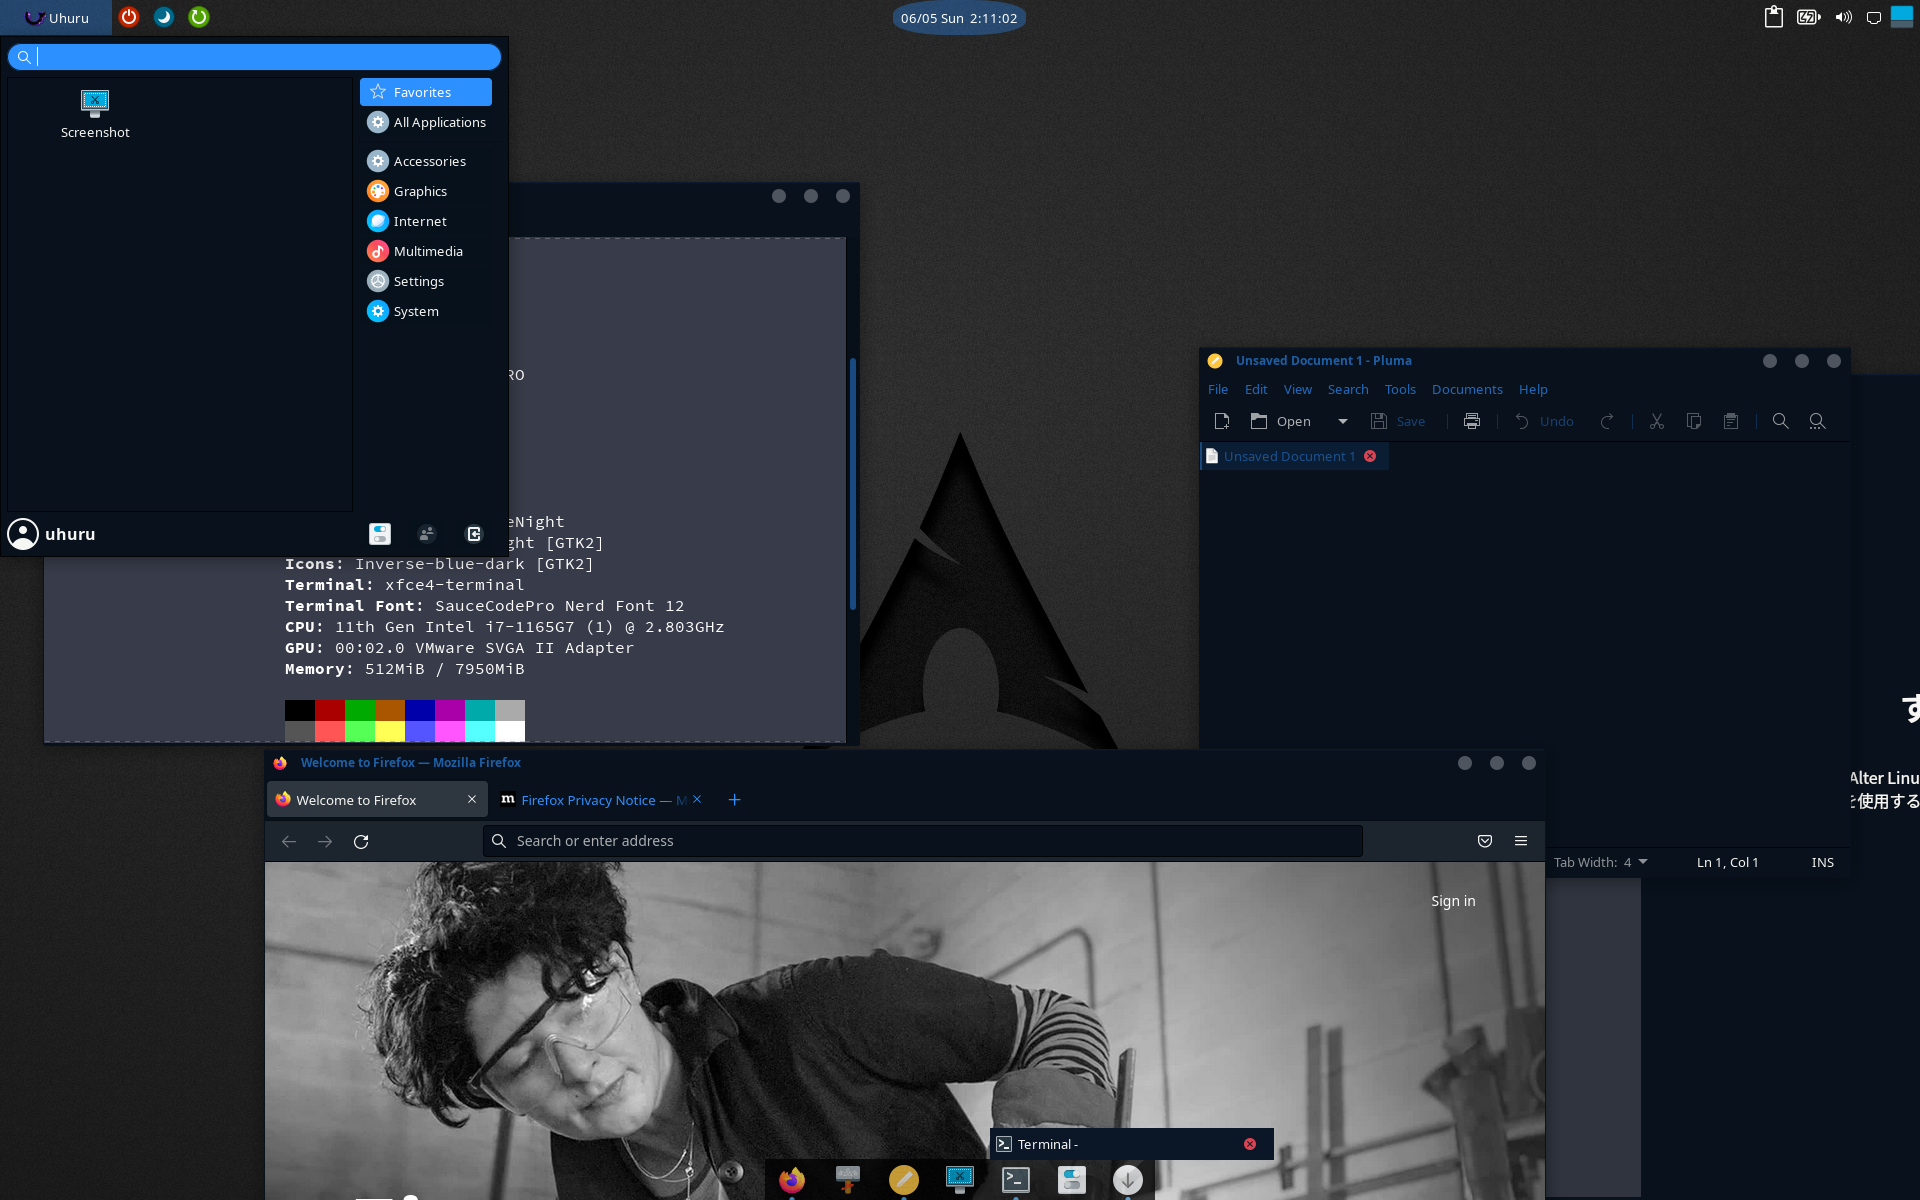 Uhuru
06/05 Sun 2:11:02
Screenshot
Favorites
All Applications
Accessories
Graphics
Internet
Multimedia
Settings
System
uhuru
RO
eNight
ght [GTK2]
Icons: Inverse-blue-dark [GTK2]
Terminal: xfce4-terminal
Terminal Font: SauceCodePro Nerd Font 12
CPU: 11th Gen Intel i7-1165G7 (1) @ 2.803GHz
GPU: 00:02.0 VMware SVGA II Adapter
Memory: 512MiB / 7950MiB
Unsaved Document 1 - Pluma
File Edit View Search Tools Documents Help
Open Save Undo
Unsaved Document 1
す
Alter Linu
を使用する
Tab Width: 4 Ln 1, Col 1 INS
Welcome to Firefox — Mozilla Firefox
Welcome to Firefox
m Firefox Privacy Notice — M
Search or enter address
Sign in
Terminal -